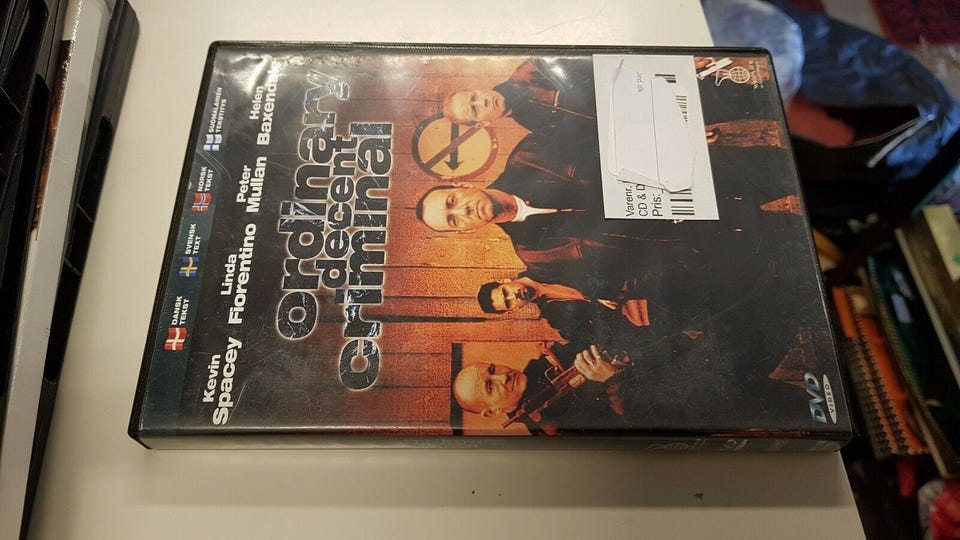 DANSK
TEKST
SVENSK
TEXT
NORSK
TEKST
SUOMALAINEN
TEKSTITYS
Kevin
Spacey
Linda
Fiorentino
Peter
Mullan
Helen
ordinary
decent
criminal
Varenr.
CD & D
Pris:
DVD
VIDEO